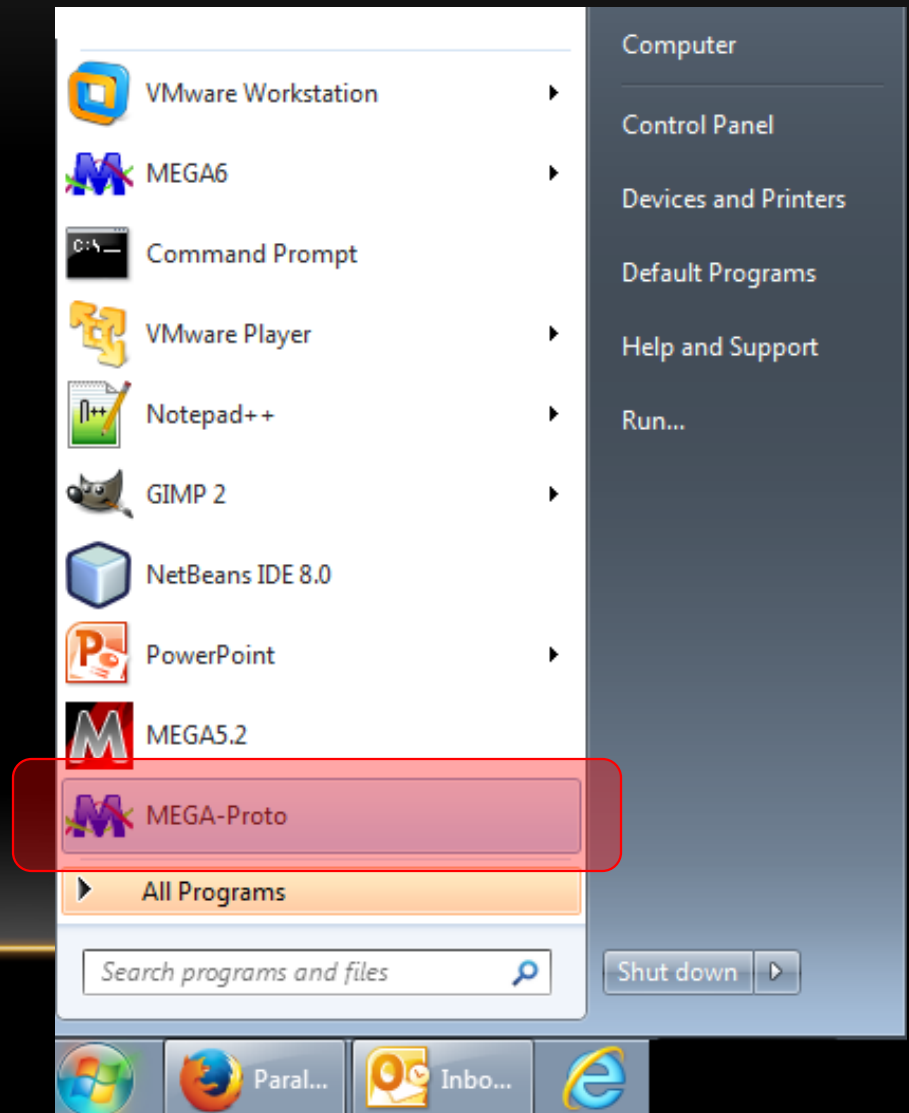 VMware Workstation
MEGA6
C:\_
Command Prompt
VMware Player
n++
Notepad++
GIMP 2
NetBeans IDE 8.0
P
PowerPoint
M
MEGA5.2
M
MEGA-Proto
All Programs
Search programs and files
Computer
Control Panel
Devices and Printers
Default Programs
Help and Support
Run...
Shut down
Paral...
Inbo...